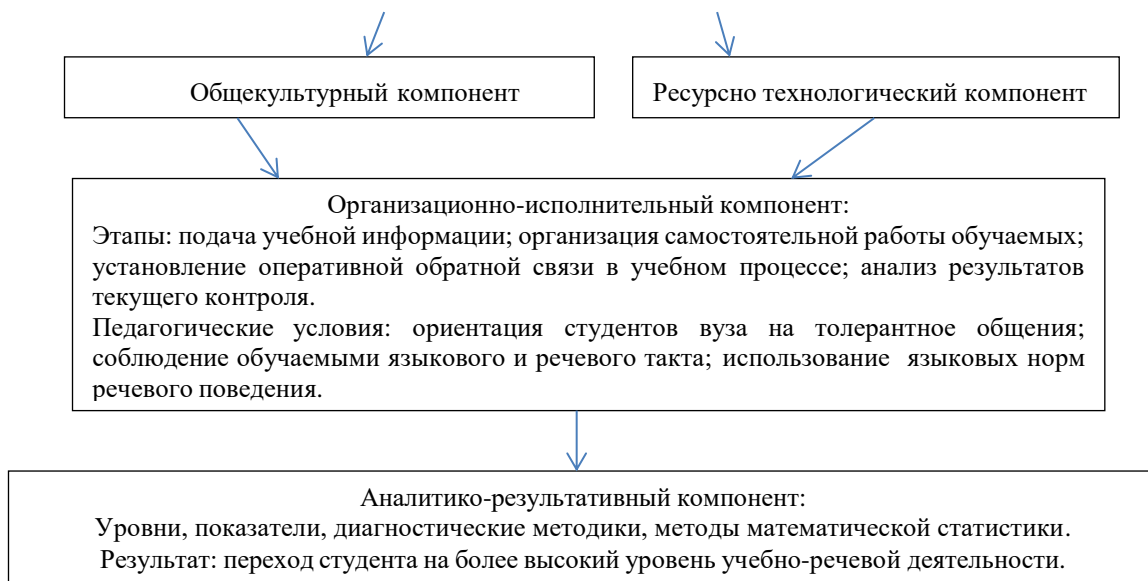 Общекультурный компонент
Ресурсно технологический компонент
Организационно-исполнительный компонент:
Этапы: подача учебной информации; организация самостоятельной работы обучаемых;
установление оперативной обратной связи в учебном процессе; анализ результатов
текущего контроля.
Педагогические условия: ориентация студентов вуза на толерантное общения;
соблюдение обучаемыми языкового и речевого такта; использование языковых норм
речевого поведения.
Аналитико-результативный компонент:
Уровни, показатели, диагностические методики, методы математической статистики.
Результат: переход студента на более высокий уровень учебно-речевой деятельности.